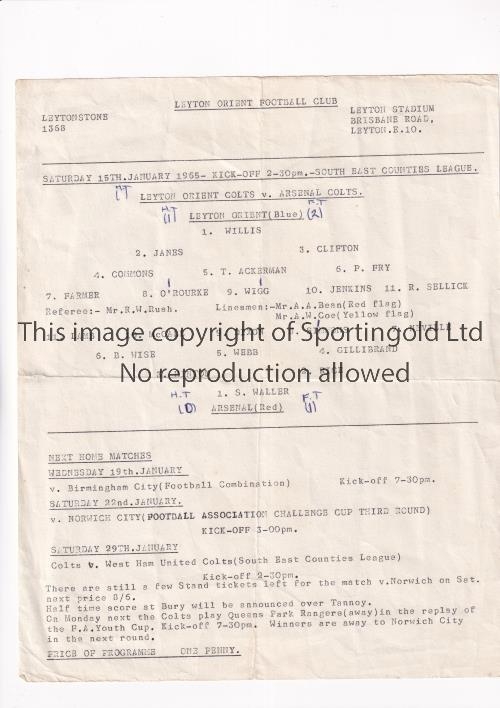 LEYTON ORIENT FOOTBALL CLUB
LEYTONSTONE LEYTON STADIUM
1368 BRISBANE ROAD,
LEYTON.E.10.
SATURDAY 15TH.JANUARY 1965- KICK-OFF 2-30pm.-SOUTH EAST COUNTIES LEAGUE.
LEYTON ORIENT COLTS v. ARSENAL COLTS.
H.T F.T
(1) LEYTON ORIENT(Blue) (2)
1. WILLIS
2. JANES 3. CLIFTON
4. COMMONS 5. T. ACKERMAN 6. P. FRY
7. FARMER 8. O'ROURKE 9. WIGG 10. JENKINS 11. R. SELLICK
Referee:- Mr.R.W.Rush. Linesmen:- Mr.A.A.Bean(Red flag)
Mr.A.W.Coe(Yellow flag)
This image copyright of Sportingold Ltd
6. B. WISE 5. WEBB 4. GILLIBRAND
No reproduction allowed
H.T 1. S. WALLER F.T
(0) ARSENAL(Red) (1)
NEXT HOME MATCHES
WEDNESDAY 19th.JANUARY
v. Birmingham City(Football Combination) Kick-off 7-30pm.
SATURDAY 22nd.JANUARY.
v. NORWICH CITY(FOOTBALL ASSOCIATION CHALLENGE CUP THIRD ROUND)
KICK-OFF 3-00pm.
SATURDAY 29TH.JANUARY
Colts v. West Ham United Colts(South East Counties League)
Kick-off 2-30pm.
There are still a few Stand tickets left for the match v.Norwich on Sat.
next price 8/6.
Half time score at Bury will be announced over Tannoy.
On Monday next the Colts play Queens Park Rangers(away)in the replay of
the F.A.Youth Cup. Kick-off 7-30pm. Winners are away to Norwich City
in the next round.
PRICE OF PROGRAMME ONE PENNY.